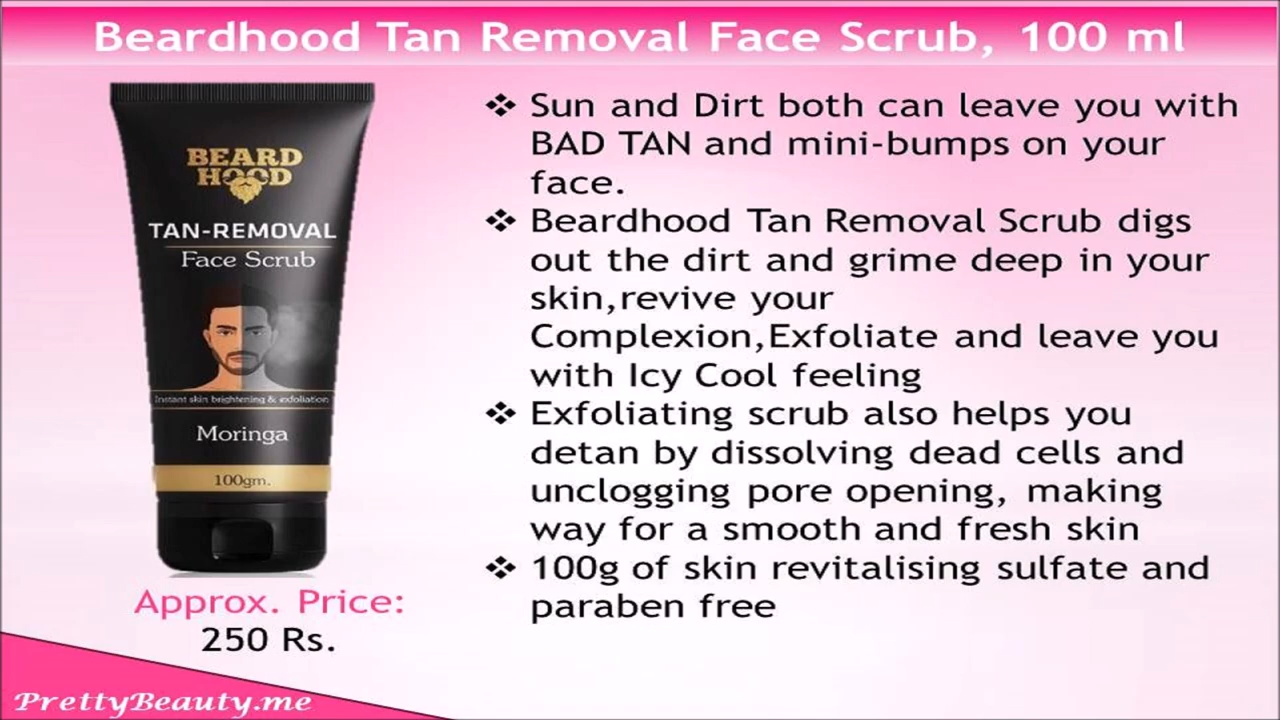 Beardhood Tan Removal Face Scrub, 100 ml
BEARD
HOOD
TAN-REMOVAL
Face Scrub
Instant skin brightening & exfoliation
Moringa
100gm.
Approx. Price:
250 Rs.
❖ Sun and Dirt both can leave you with
BAD TAN and mini-bumps on your
face.
❖ Beardhood Tan Removal Scrub digs
out the dirt and grime deep in your
skin,revive your
Complexion,Exfoliate and leave you
with Icy Cool feeling
❖ Exfoliating scrub also helps you
detan by dissolving dead cells and
unclogging pore opening, making
way for a smooth and fresh skin
❖ 100g of skin revitalising sulfate and
paraben free
PrettyBeauty.me